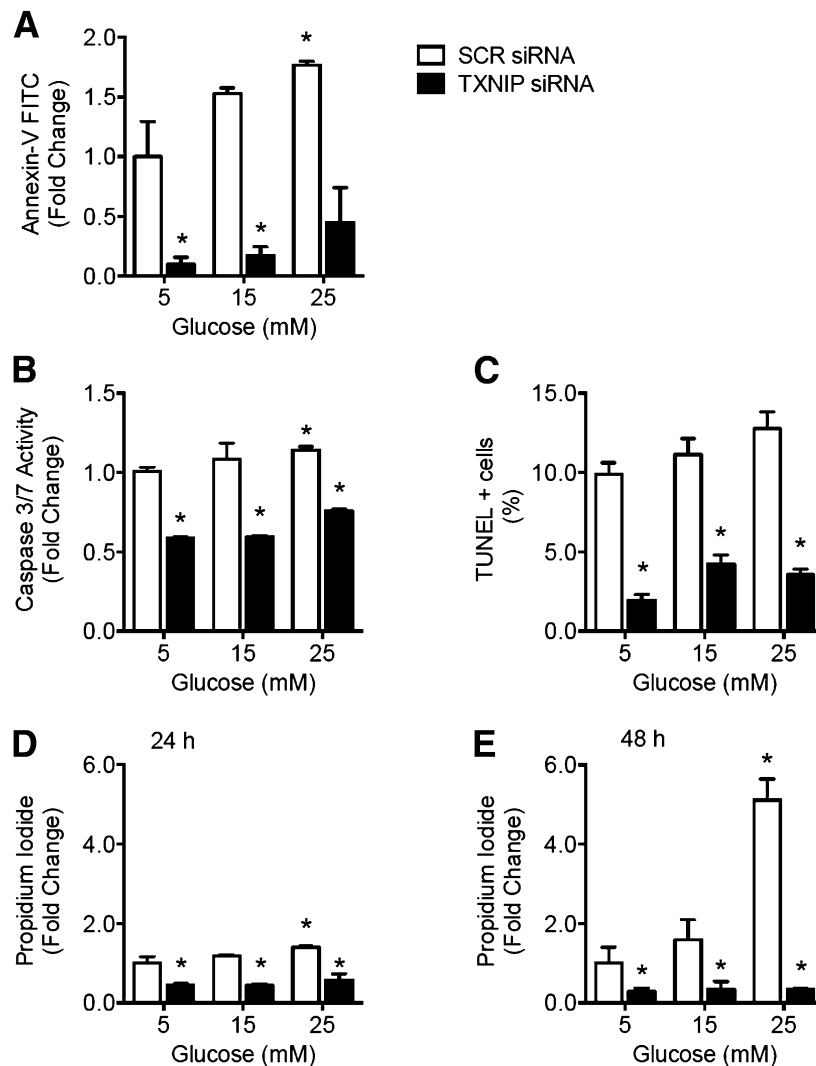 A
2.0
1.5
1.0
0.5
0.0
Annexin-V FITC
(Fold Change)
*
*
*
5 15 25
Glucose (mM)
SCR siRNA
TXNIP siRNA
B
1.5
1.0
0.5
0.0
Caspase 3/7 Activity
(Fold Change)
*
*
*
*
5 15 25
Glucose (mM)
C
15.0
10.0
5.0
0.0
TUNEL + cells
(%)
*
*
*
5 15 25
Glucose (mM)
D
24 h
6.0
4.0
2.0
0.0
Propidium Iodide
(Fold Change)
*
*
*
*
5 15 25
Glucose (mM)
E
48 h
6.0
4.0
2.0
0.0
Propidium Iodide
(Fold Change)
*
*
*
*
5 15 25
Glucose (mM)